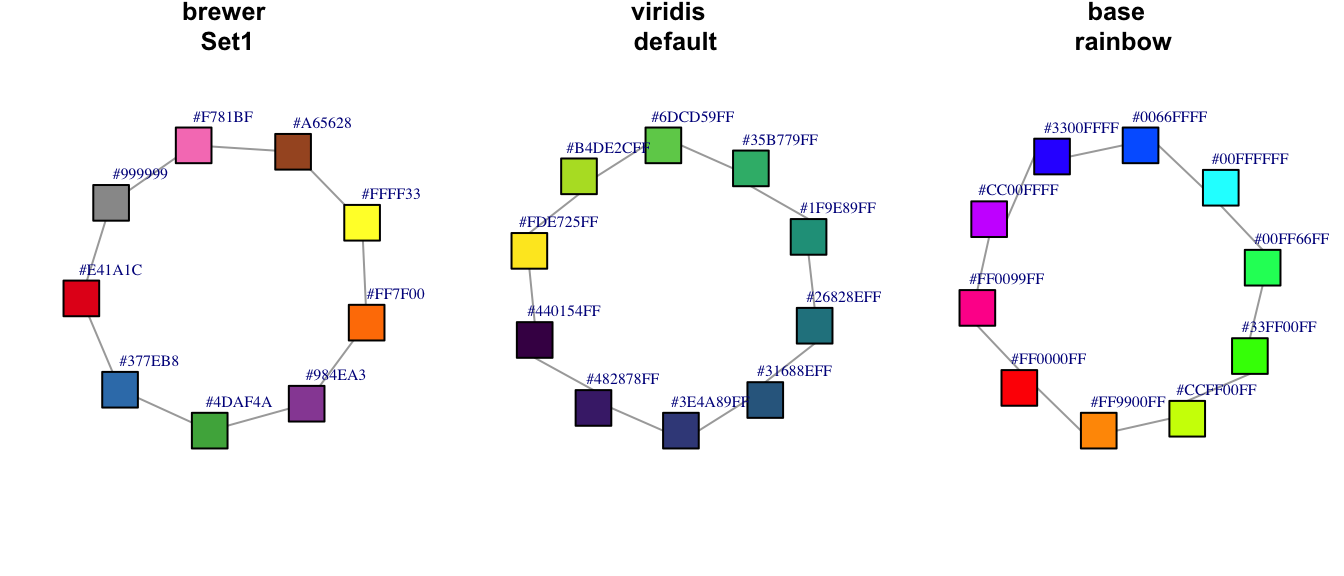 brewer
Set1
#F781BF
#A65628
#999999
#FFFF33
#E41A1C
#FF7F00
#377EB8
#984EA3
#4DAF4A
viridis
default
#6DCD59FF
#B4DE2CFF
#35B779FF
#FDE725FF
#1F9E89FF
#440154FF
#26828EFF
#482878FF
#31688EFF
#3E4A89FF
base
rainbow
#0066FFFF
#3300FFFF
#00FFFFFF
#CC00FFFF
#00FF66FF
#FF0099FF
#33FF00FF
#FF0000FF
#CCFF00FF
#FF9900FF